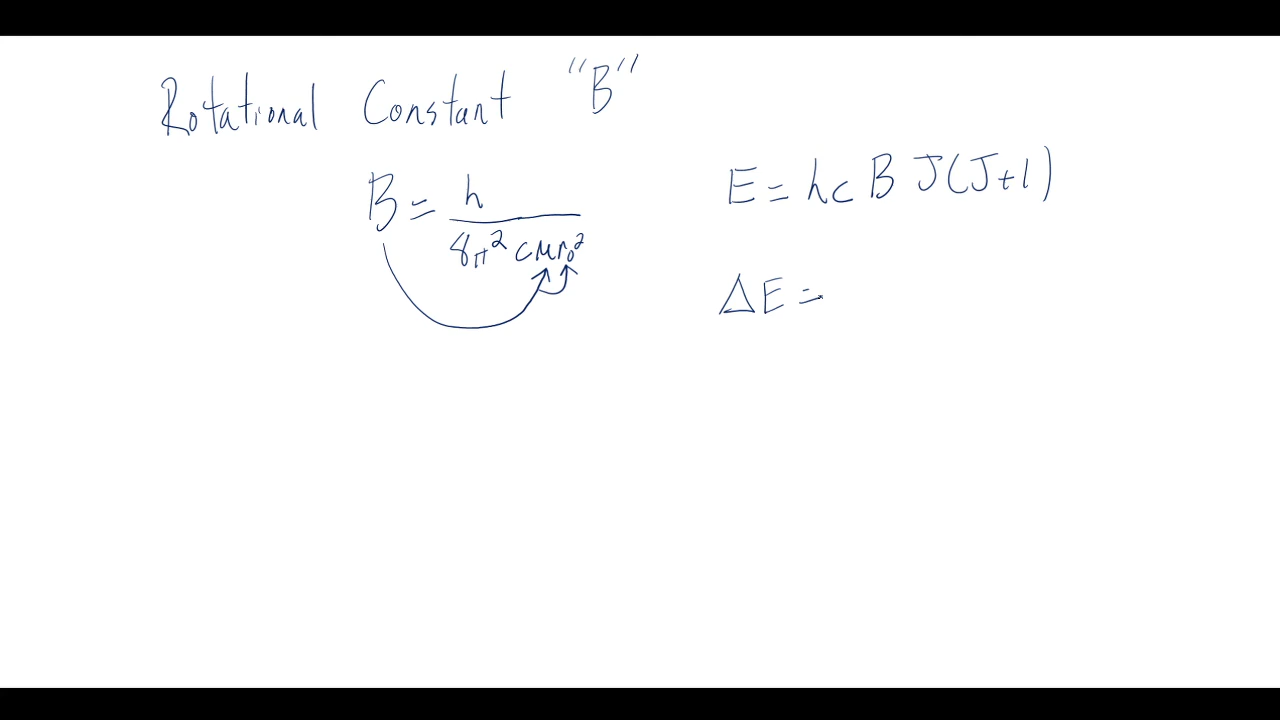 Rotational Constant "B"
B = h / 8π² cμr₀²
E = hc B J(J+1)
ΔE =